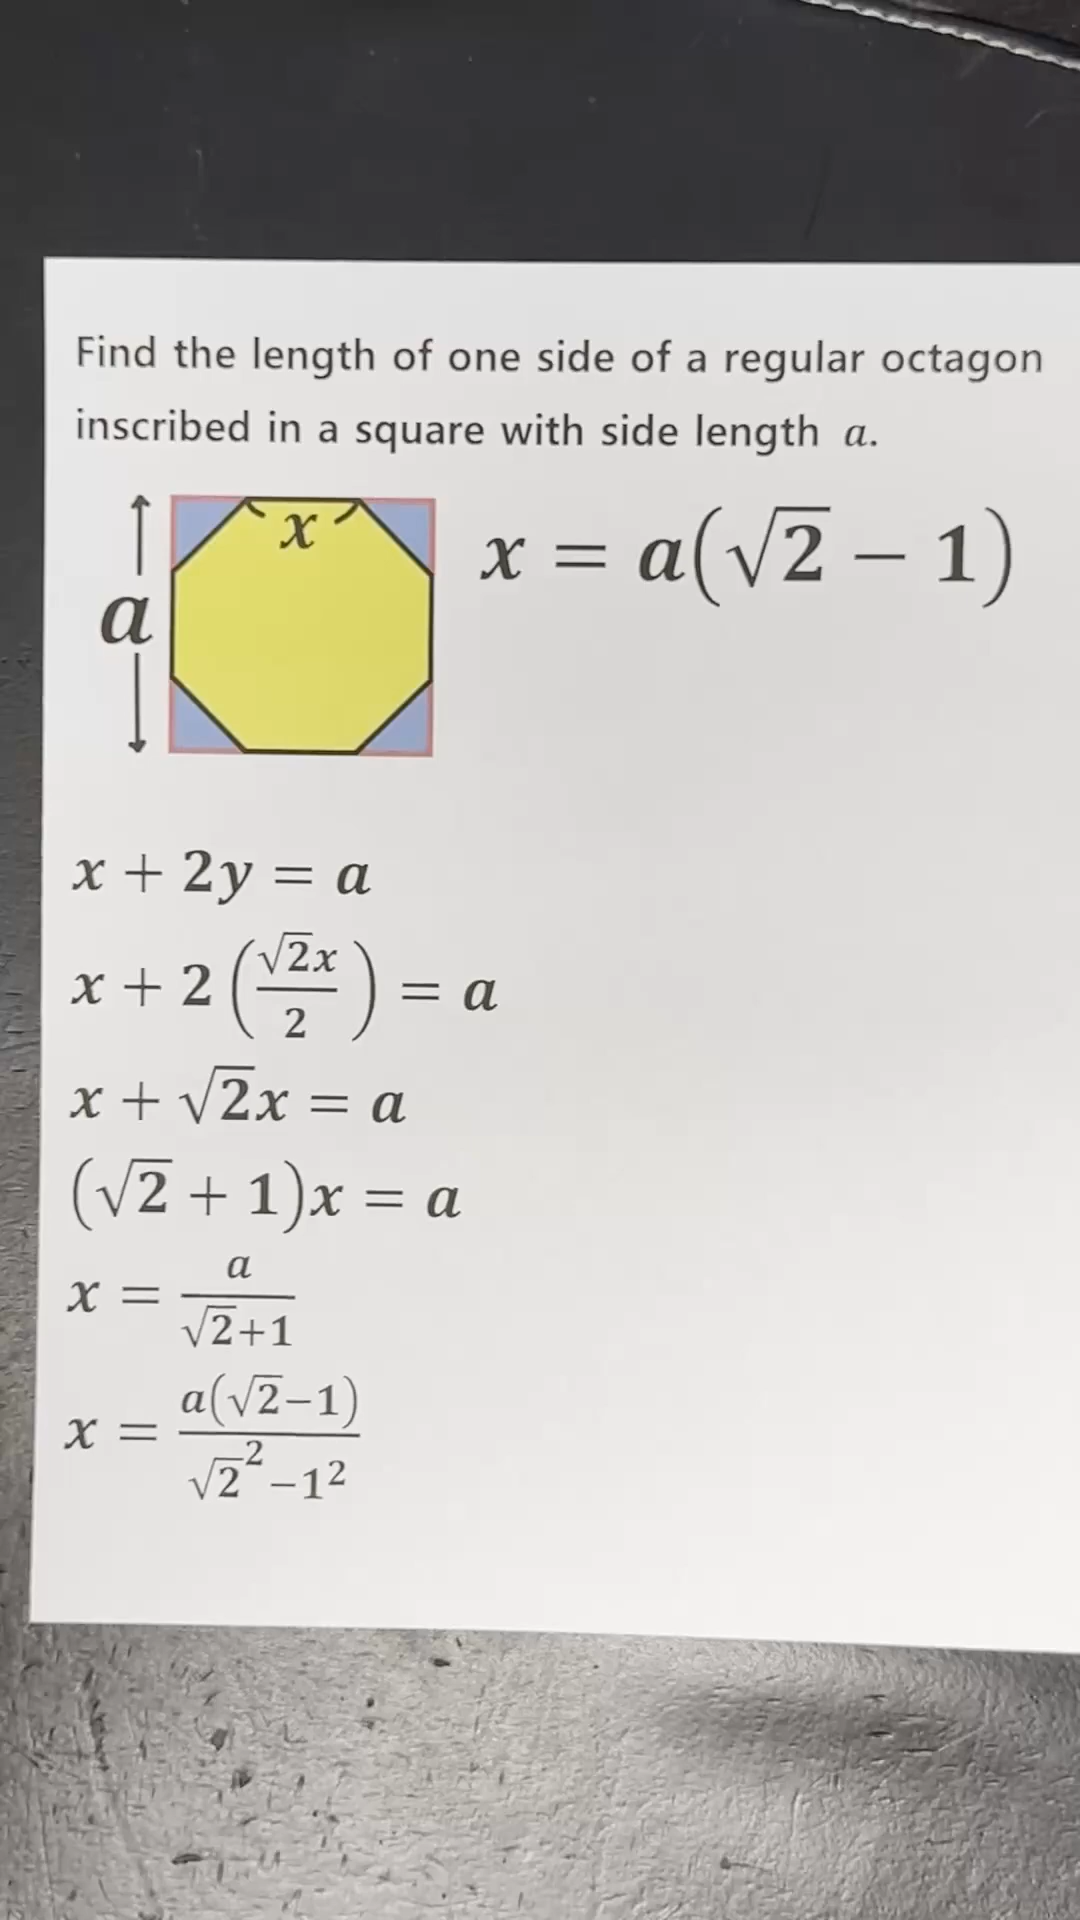 Find the length of one side of a regular octagon
inscribed in a square with side length a.
x
a
x = a(√2 − 1)
x + 2y = a
x + 2(√2x/2) = a
x + √2x = a
(√2 + 1)x = a
x = a/(√2+1)
x = a(√2−1)/(√2²−1²)